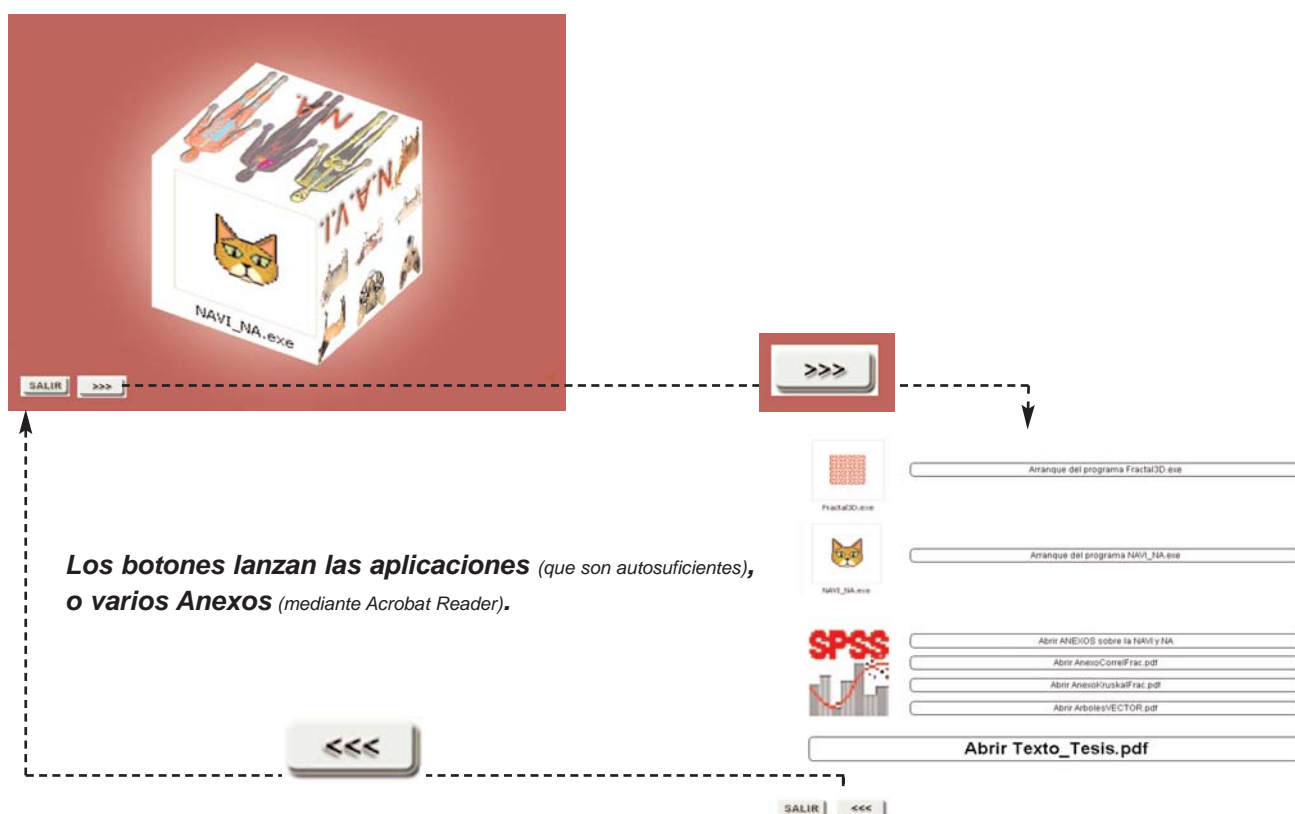 N.A.
N.A.V.I.
NAVI_NA.exe
SALIR
>>>
>>>
Fractal3D.exe
Arranque del programa Fractal3D.exe
NAVI_NA.exe
Arranque del programa NAVI_NA.exe
Los botones lanzan las aplicaciones (que son autosuficientes),
o varios Anexos (mediante Acrobat Reader).
SPSS
Abrir ANEXOS sobre la NAVI y NA
Abrir AnexoCorrelFrac.pdf
Abrir AnexoKruskalFrac.pdf
Abrir ArbolesVECTOR.pdf
Abrir Texto_Tesis.pdf
<<<
SALIR
<<<